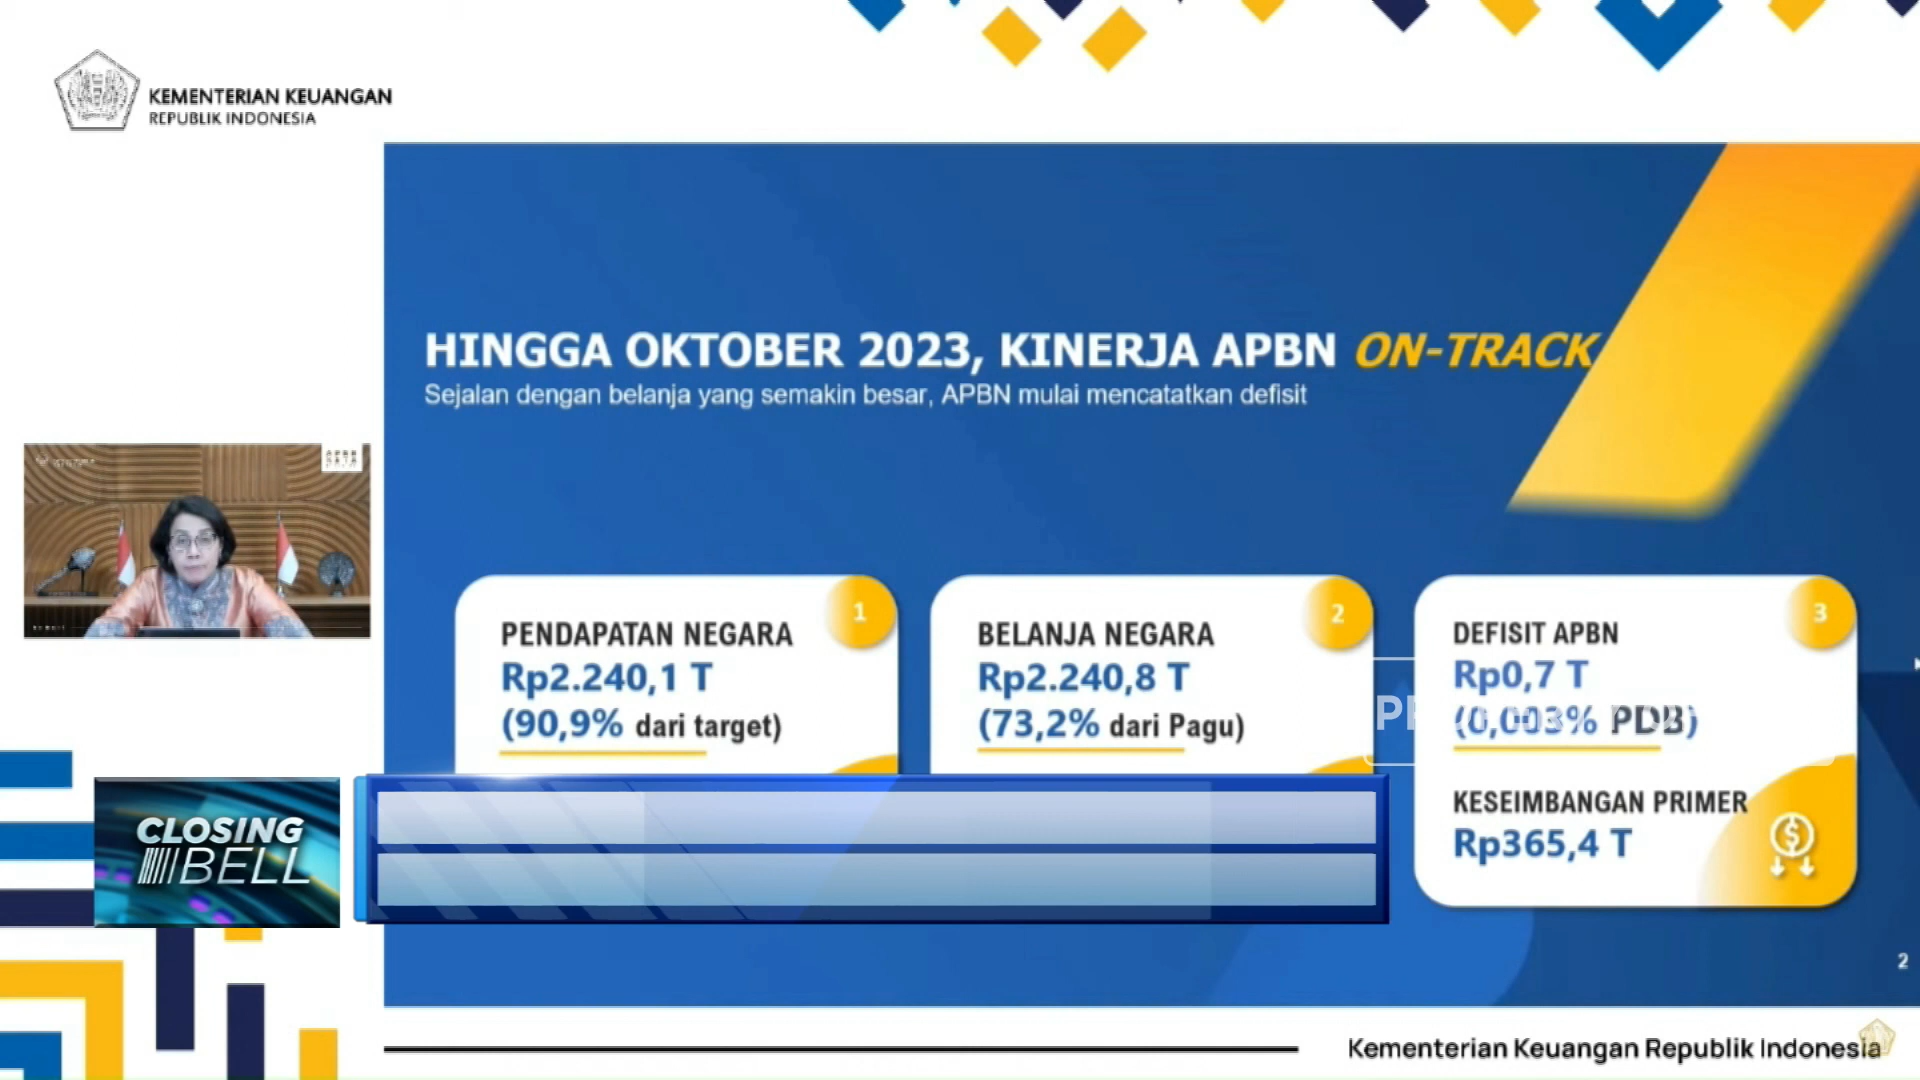 KEMENTERIAN KEUANGAN
REPUBLIK INDONESIA
HINGGA OKTOBER 2023, KINERJA APBN ON-TRACK
Sejalan dengan belanja yang semakin besar, APBN mulai mencatatkan defisit
1
PENDAPATAN NEGARA
Rp2.240,1 T
(90,9% dari target)
2
BELANJA NEGARA
Rp2.240,8 T
(73,2% dari Pagu)
3
DEFISIT APBN
Rp0,7 T
(0,003% PDB)
KESEIMBANGAN PRIMER
Rp365,4 T
CLOSING
BELL
2
Kementerian Keuangan Republik Indonesia